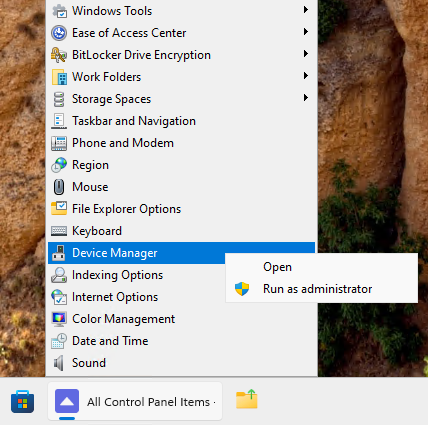 Windows Tools
Ease of Access Center
BitLocker Drive Encryption
Work Folders
Storage Spaces
Taskbar and Navigation
Phone and Modem
Region
Mouse
File Explorer Options
Keyboard
Device Manager
Open
Indexing Options
Run as administrator
Internet Options
Color Management
Date and Time
Sound
All Control Panel Items ·